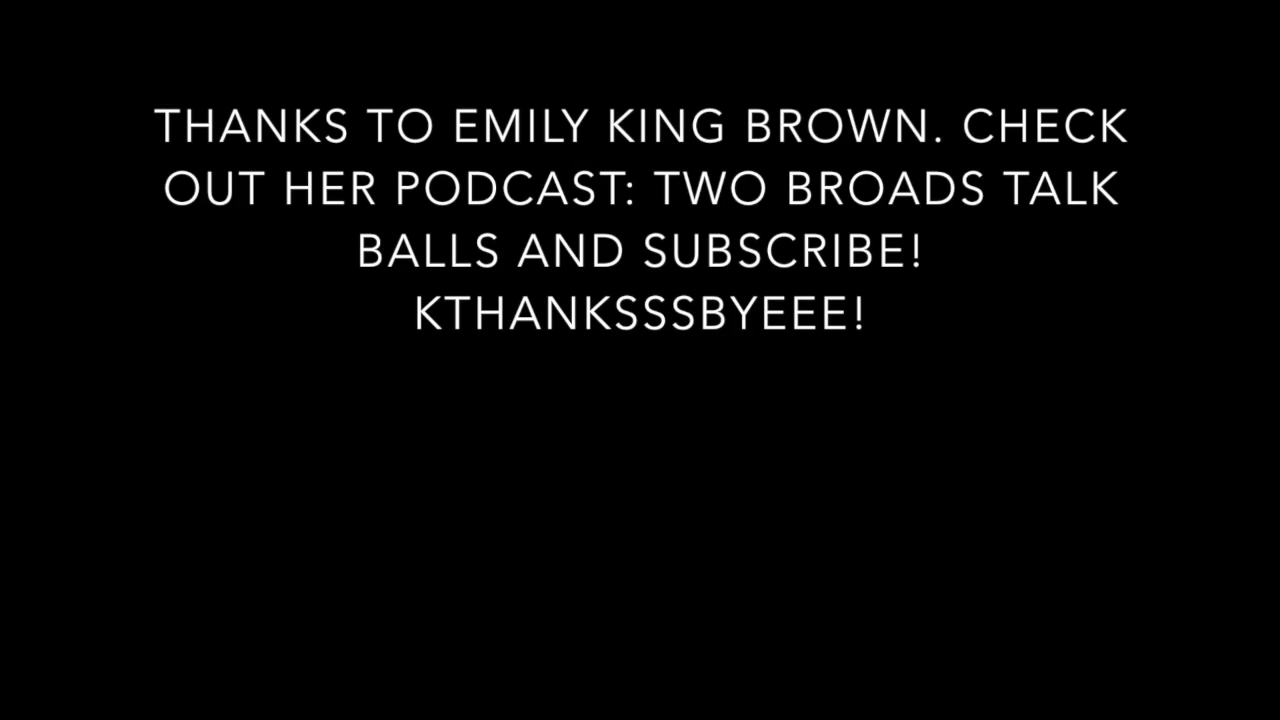 THANKS TO EMILY KING BROWN. CHECK
OUT HER PODCAST: TWO BROADS TALK
BALLS AND SUBSCRIBE!
KTHANKSSSBYEEE!